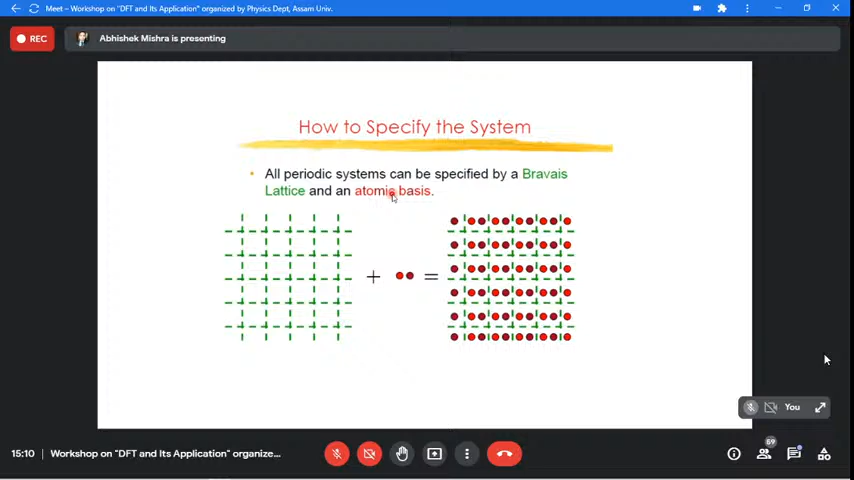 Meet – Workshop on "DFT and Its Application" organized by Physics Dept, Assam Univ.
REC
Abhishek Mishra is presenting
How to Specify the System
• All periodic systems can be specified by a Bravais
Lattice and an atomic basis.
+ =
You
15:10 Workshop on "DFT and Its Application" organize...
69